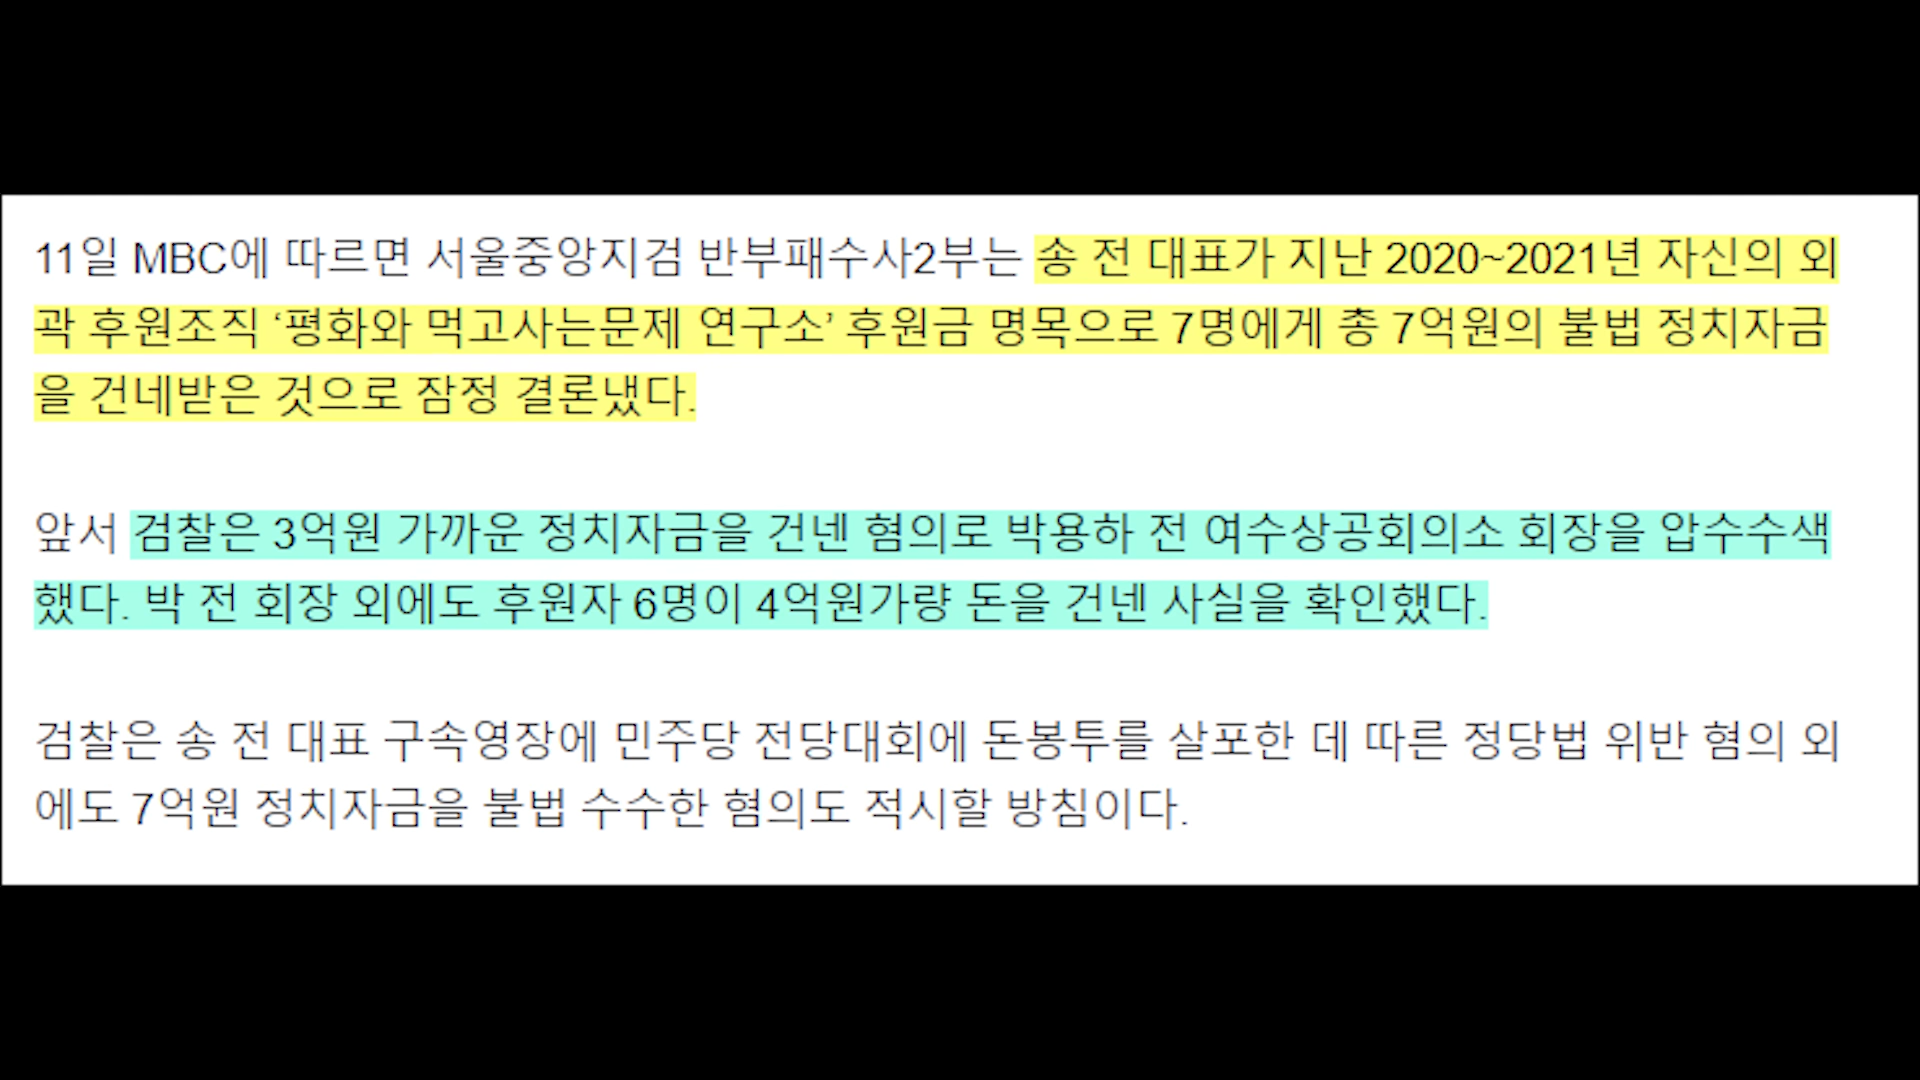 11일 MBC에 따르면 서울중앙지검 반부패수사2부는 송 전 대표가 지난 2020~2021년 자신의 외
곽 후원조직 ‘평화와 먹고사는문제 연구소’ 후원금 명목으로 7명에게 총 7억원의 불법 정치자금
을 건네받은 것으로 잠정 결론냈다.
앞서 검찰은 3억원 가까운 정치자금을 건넨 혐의로 박용하 전 여수상공회의소 회장을 압수수색
했다. 박 전 회장 외에도 후원자 6명이 4억원가량 돈을 건넨 사실을 확인했다.
검찰은 송 전 대표 구속영장에 민주당 전당대회에 돈봉투를 살포한 데 따른 정당법 위반 혐의 외
에도 7억원 정치자금을 불법 수수한 혐의도 적시할 방침이다.